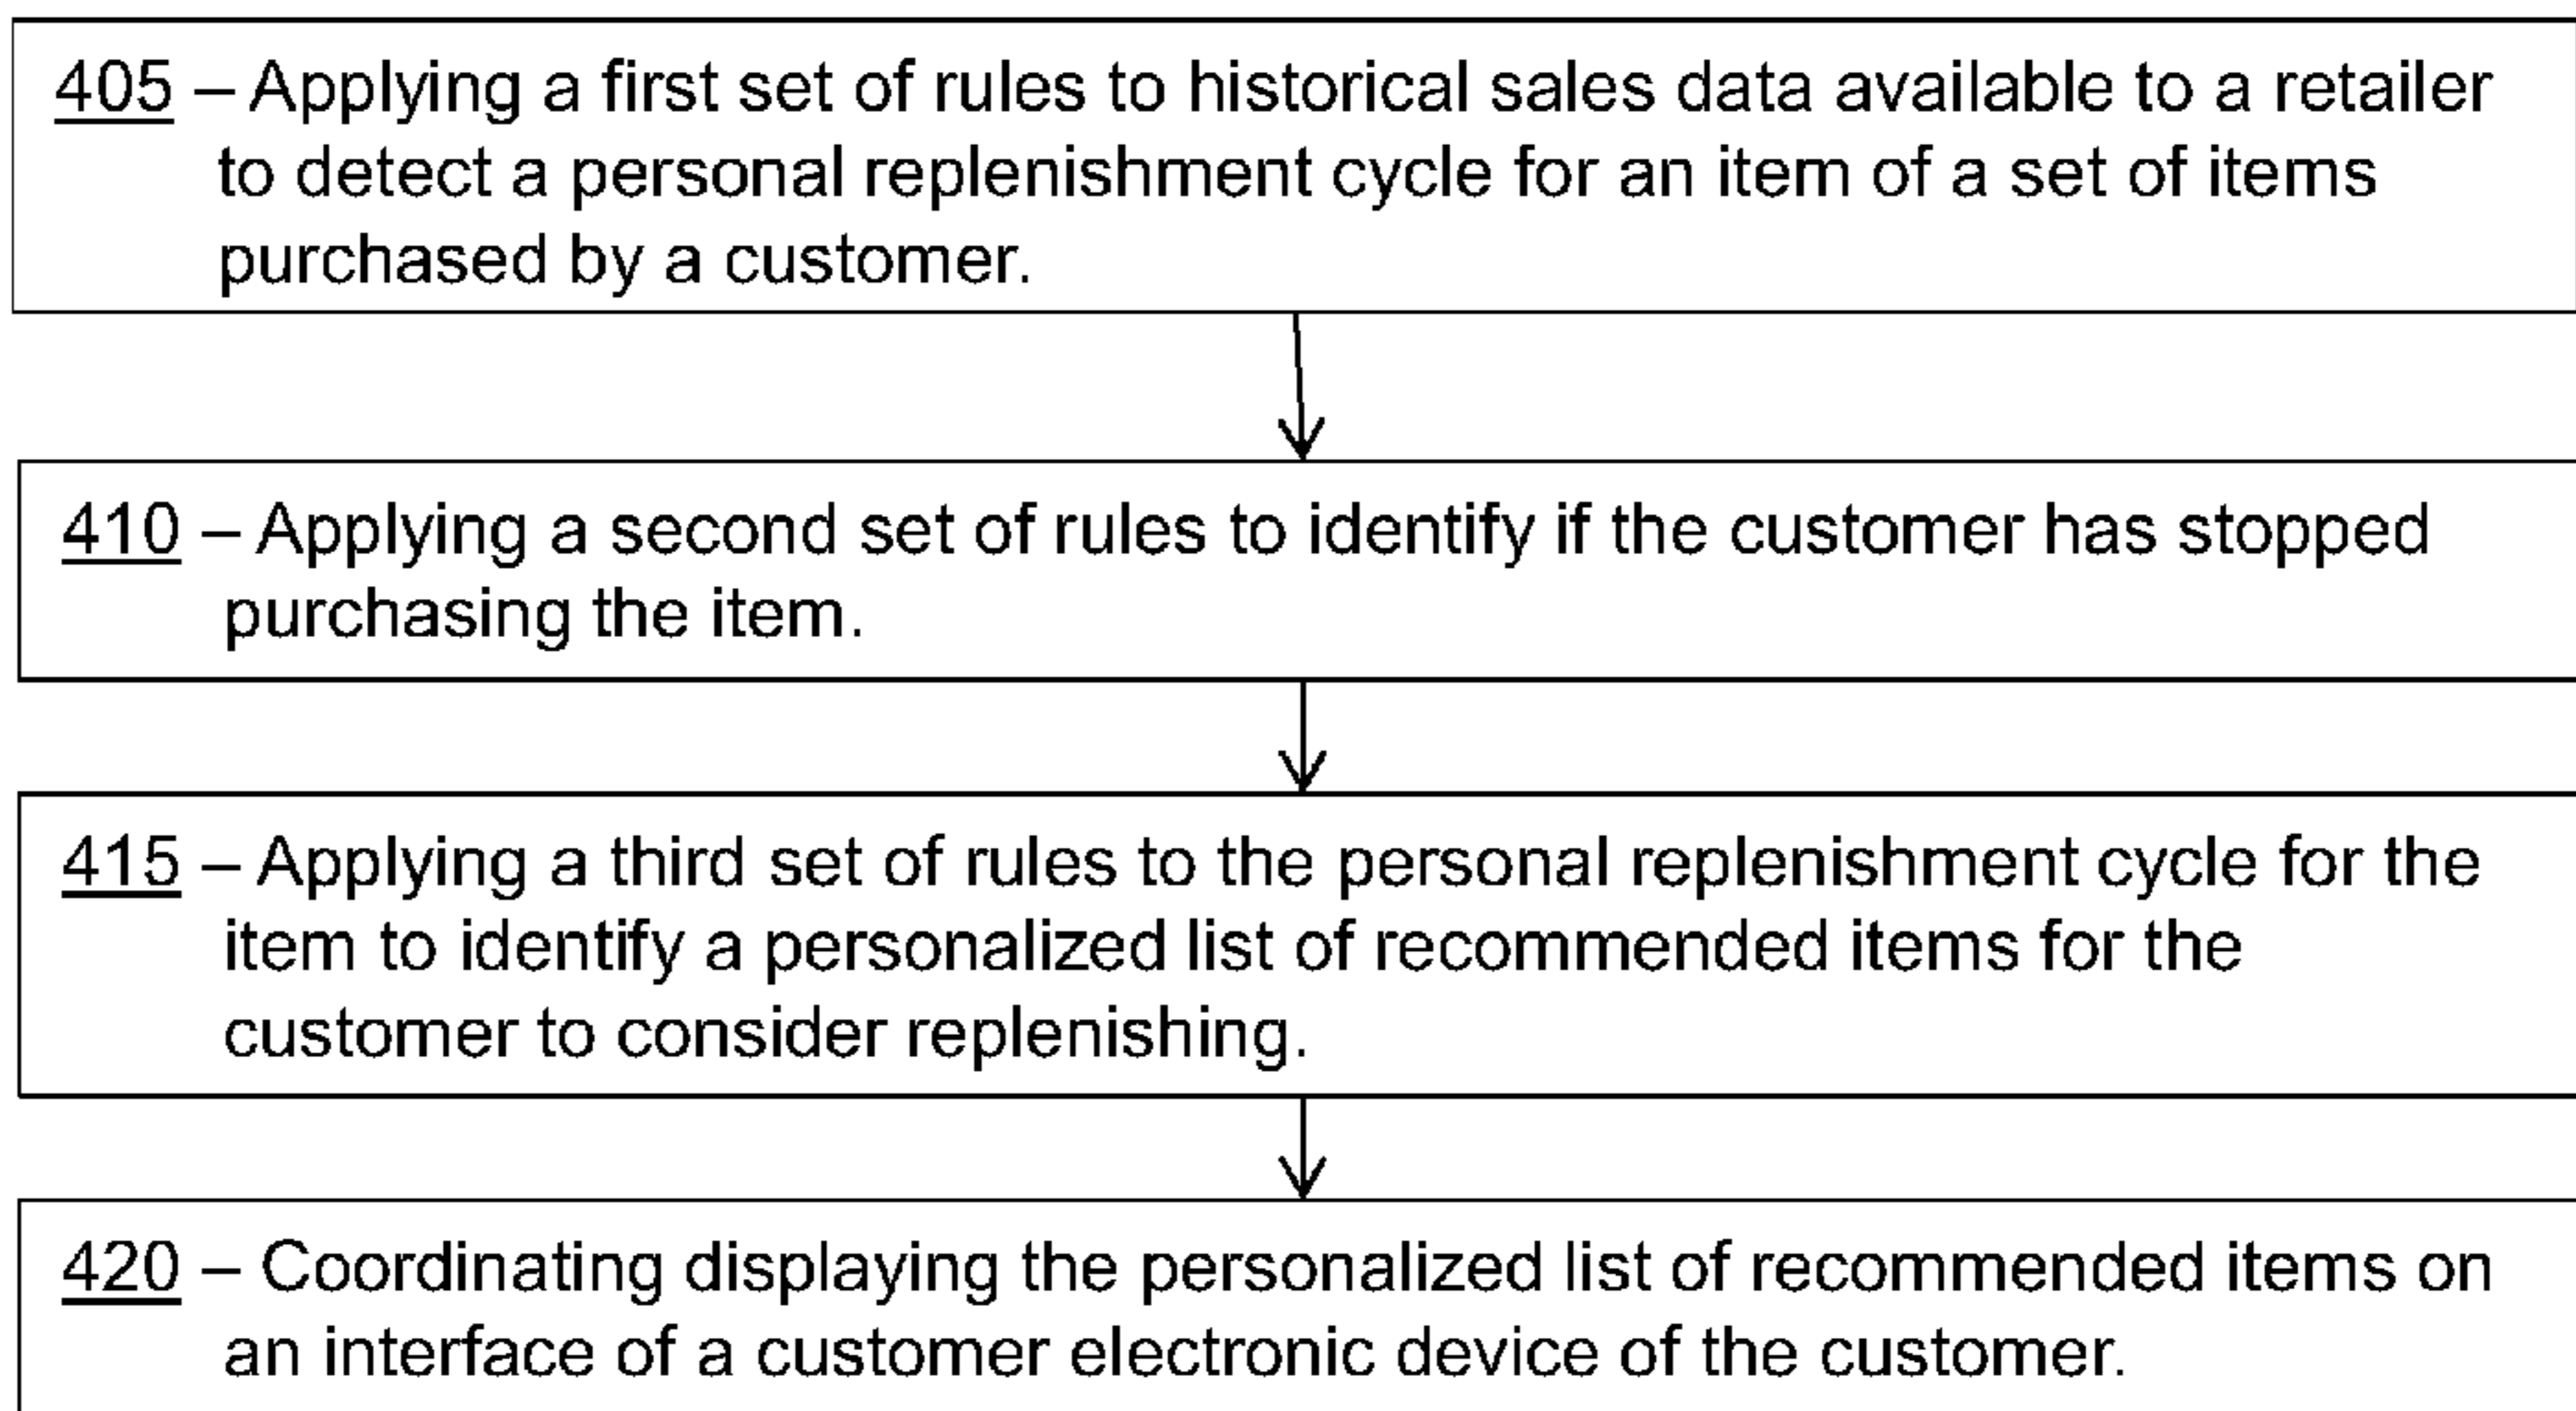 405 – Applying a first set of rules to historical sales data available to a retailer
to detect a personal replenishment cycle for an item of a set of items
purchased by a customer.
410 – Applying a second set of rules to identify if the customer has stopped
purchasing the item.
415 – Applying a third set of rules to the personal replenishment cycle for the
item to identify a personalized list of recommended items for the
customer to consider replenishing.
420 – Coordinating displaying the personalized list of recommended items on
an interface of a customer electronic device of the customer.